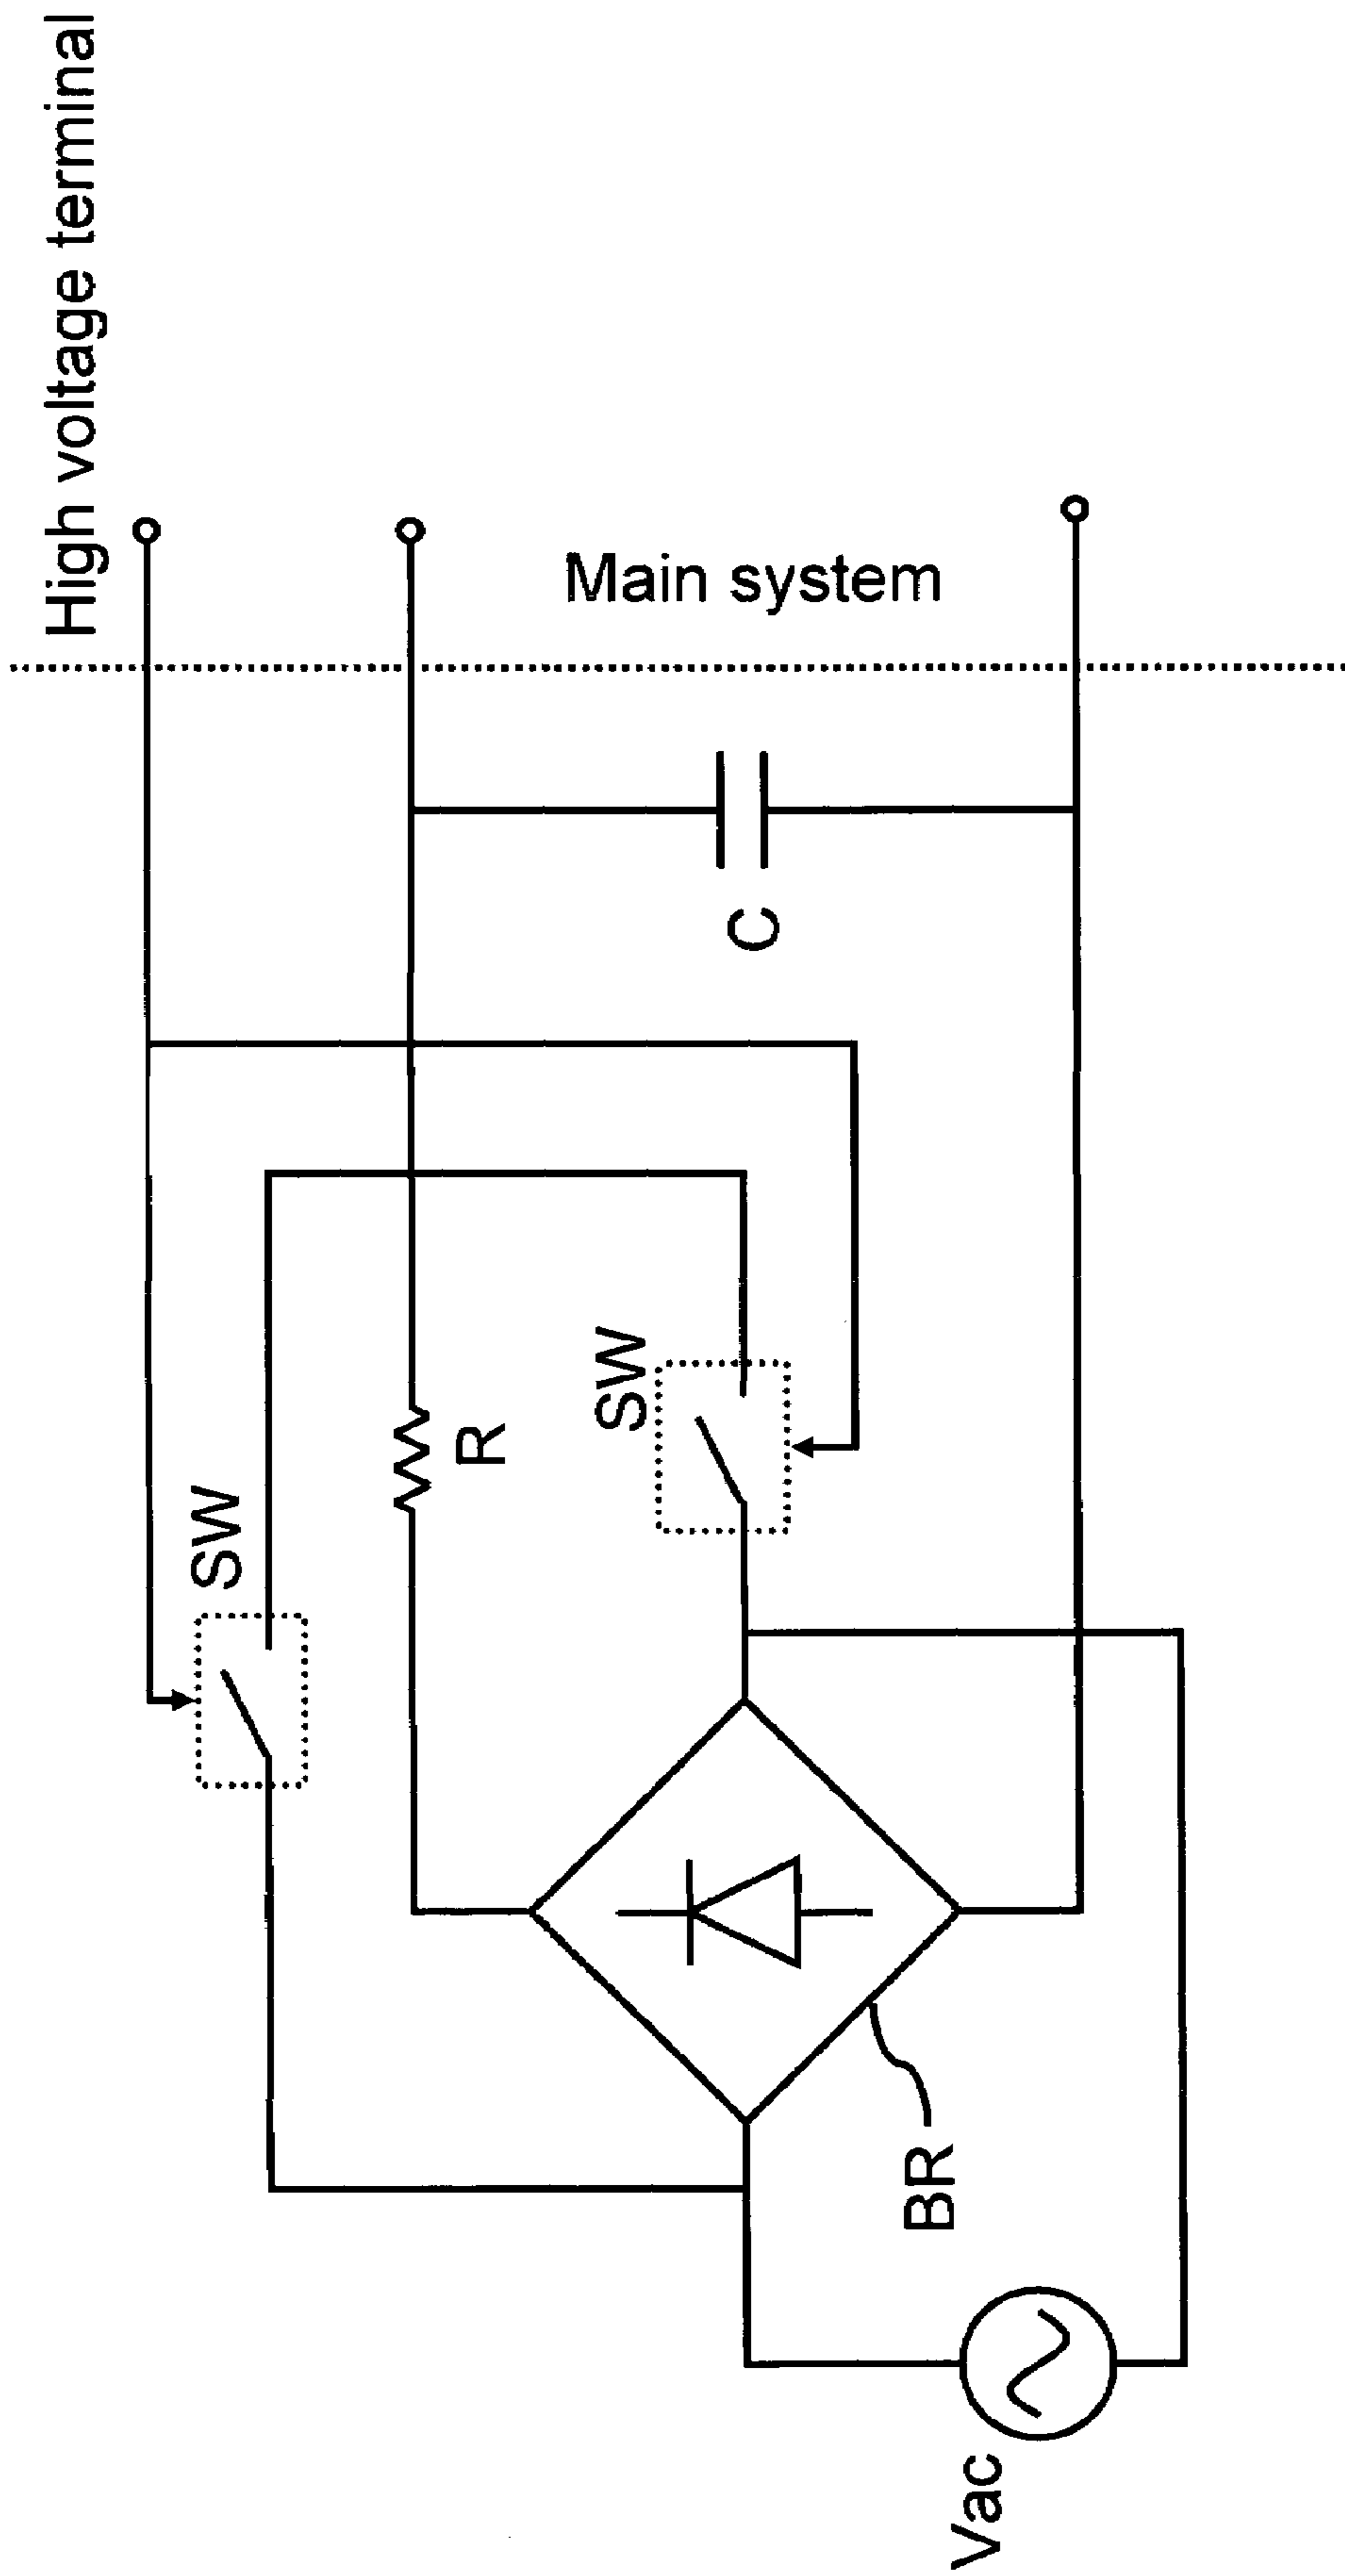 High voltage terminal
Main system
C
SW
R
SW
BR
Vac